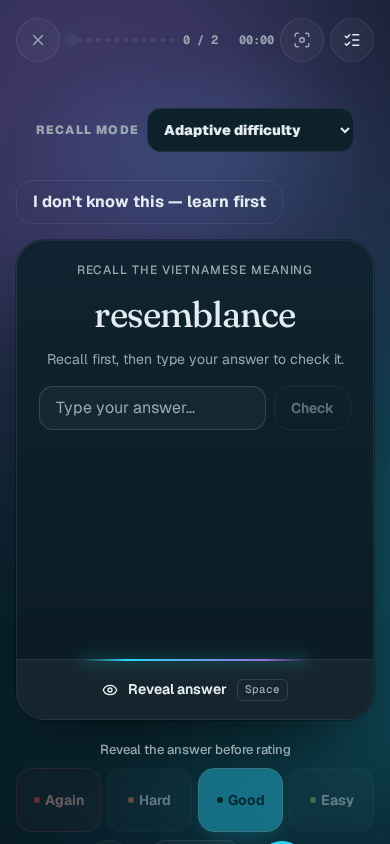 0 / 2 00:00
RECALL MODE Adaptive difficulty
I don't know this — learn first
RECALL THE VIETNAMESE MEANING
resemblance
Recall first, then type your answer to check it.
Type your answer... Check
Reveal answer Space
Reveal the answer before rating
Again Hard Good Easy